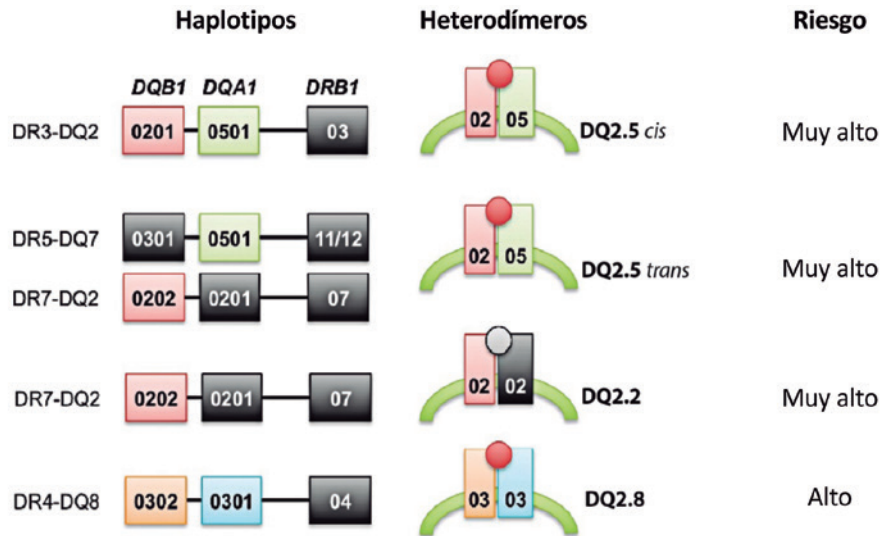 Haplotipos Heterodímeros Riesgo
DQB1 DQA1 DRB1
DR3-DQ2 0201 0501 03 02 05 DQ2.5 cis Muy alto
DR5-DQ7 0301 0501 11/12
02 05 DQ2.5 trans Muy alto
DR7-DQ2 0202 0201 07
DR7-DQ2 0202 0201 07 02 02 DQ2.2 Muy alto
DR4-DQ8 0302 0301 04 03 03 DQ2.8 Alto